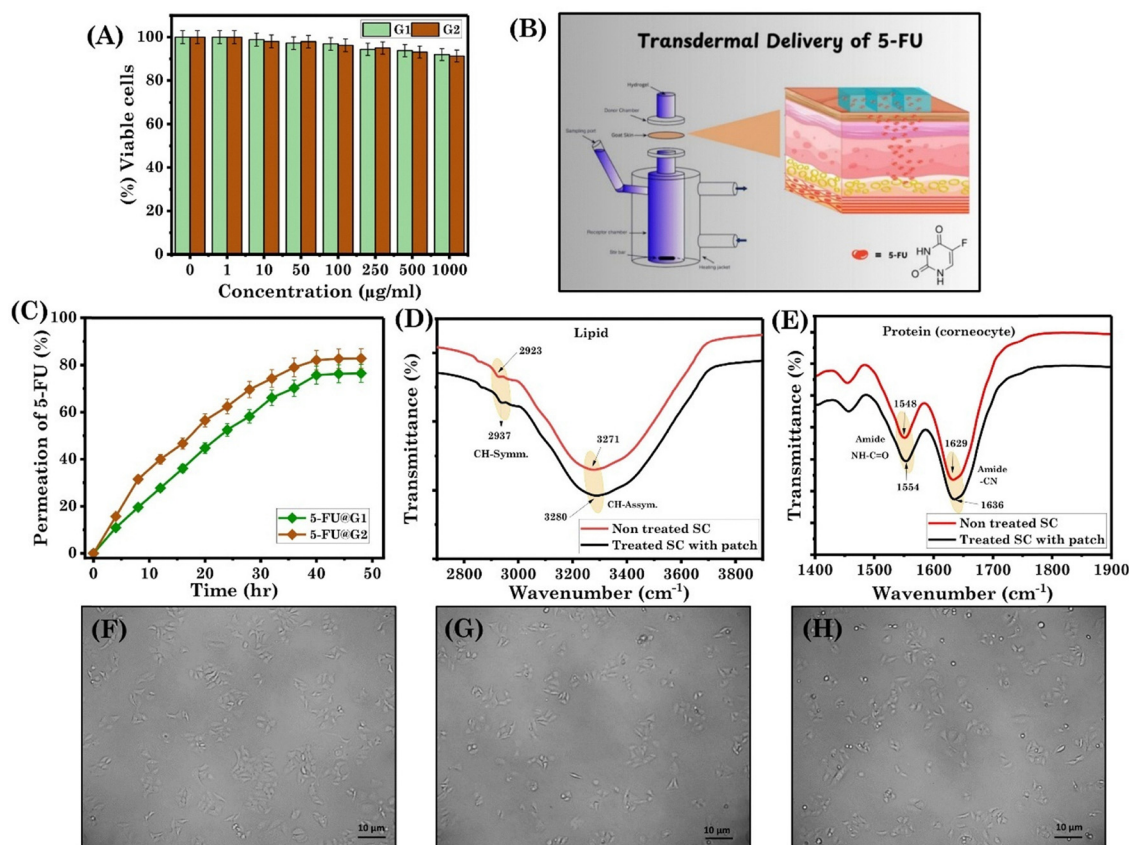 (A)
G1 G2
(%) Viable cells
100
80
60
40
20
0
0 1 10 50 100 250 500 1000
Concentration (µg/ml)
(B)
Transdermal Delivery of 5-FU
Hydrogel
Donor Chamber
Sampling port
Goat Skin
Receptor chamber
Stir bar
Heating jacket
= 5-FU
O
F
HN
O
N
H
(C)
Permeation of 5-FU (%)
100
80
60
40
20
0
5-FU@G1
5-FU@G2
0 10 20 30 40 50
Time (hr)
(D)
Lipid
Transmittance (%)
2923
2937
CH-Symm.
3271
CH-Assym.
3280
Non treated SC
Treated SC with patch
3000 3200 3400 3600 3800
Wavenumber (cm-1)
(E)
Protein (corneocyte)
Transmittance (%)
1548
Amide
NH-C=O
1554
1629
Amide
-CN
1636
Non treated SC
Treated SC with patch
1400 1500 1600 1700 1800 1900
Wavenumber (cm-1)
(F)
10 µm
(G)
10 µm
(H)
10 µm